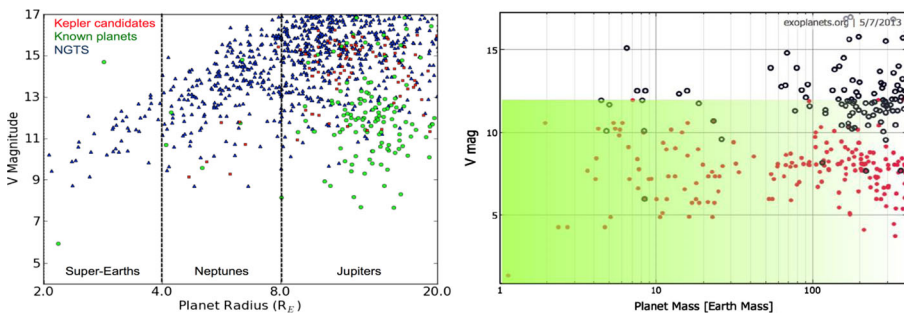 Kepler candidates
Known planets
NGTS
V Magnitude
17
15
13
11
9
7
5
4
Super-Earths
Neptunes
Jupiters
2.0
4.0
8.0
20.0
Planet Radius (R_E)
exoplanets.org | 5/7/2013
V mag
15
10
5
1
10
100
Planet Mass [Earth Mass]